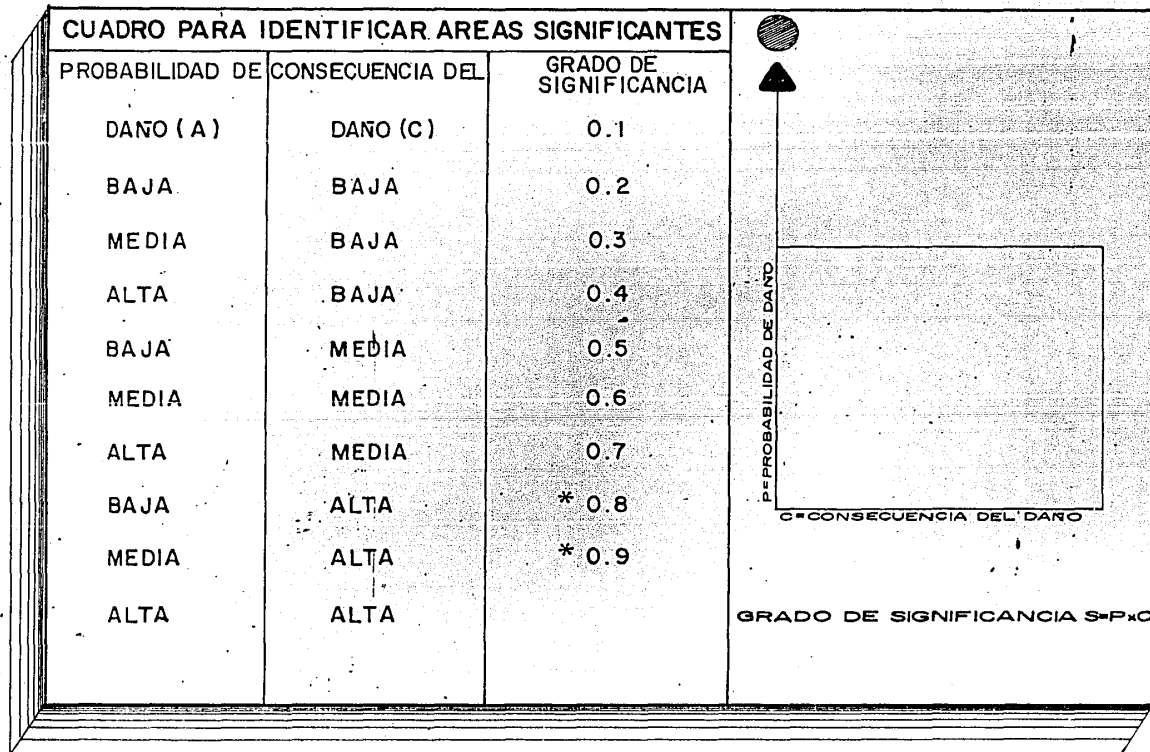 CUADRO PARA IDENTIFICAR AREAS SIGNIFICANTES
PROBABILIDAD DE CONSECUENCIA DEL GRADO DE
SIGNIFICANCIA
DAÑO (A) DAÑO (C) 0.1
BAJA BAJA 0.2
MEDIA BAJA 0.3
ALTA BAJA 0.4
BAJA MEDIA 0.5
MEDIA MEDIA 0.6
ALTA MEDIA 0.7
BAJA ALTA * 0.8
MEDIA ALTA * 0.9
ALTA ALTA
P=PROBABILIDAD DE DAÑO
C=CONSECUENCIA DEL DAÑO
GRADO DE SIGNIFICANCIA S=PxC